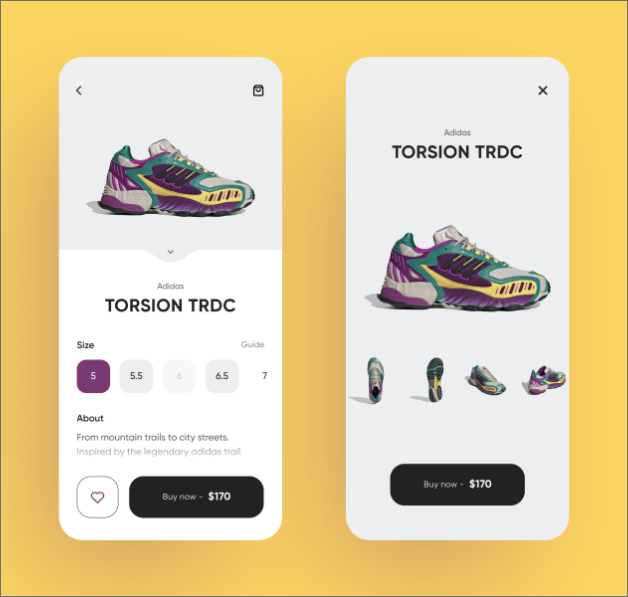 Adidas
TORSION TRDC
Size
Guide
5
5.5
6
6.5
7
About
From mountain trails to city streets.
Inspired by the legendary adidas trail
Buy now - $170
Adidas
TORSION TRDC
Buy now - $170